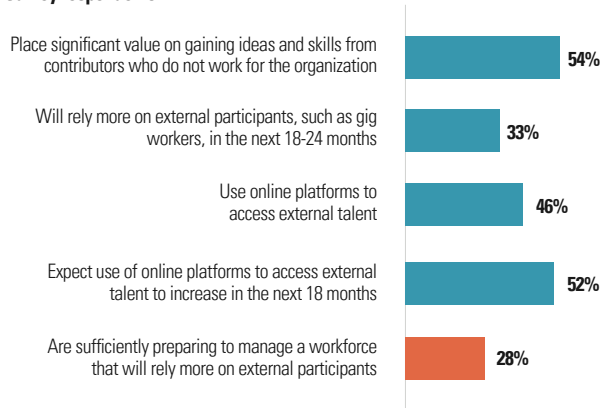 Place significant value on gaining ideas and skills from
contributors who do not work for the organization
54%
Will rely more on external participants, such as gig
workers, in the next 18-24 months
33%
Use online platforms to
access external talent
46%
Expect use of online platforms to access external
talent to increase in the next 18 months
52%
Are sufficiently preparing to manage a workforce
that will rely more on external participants
28%